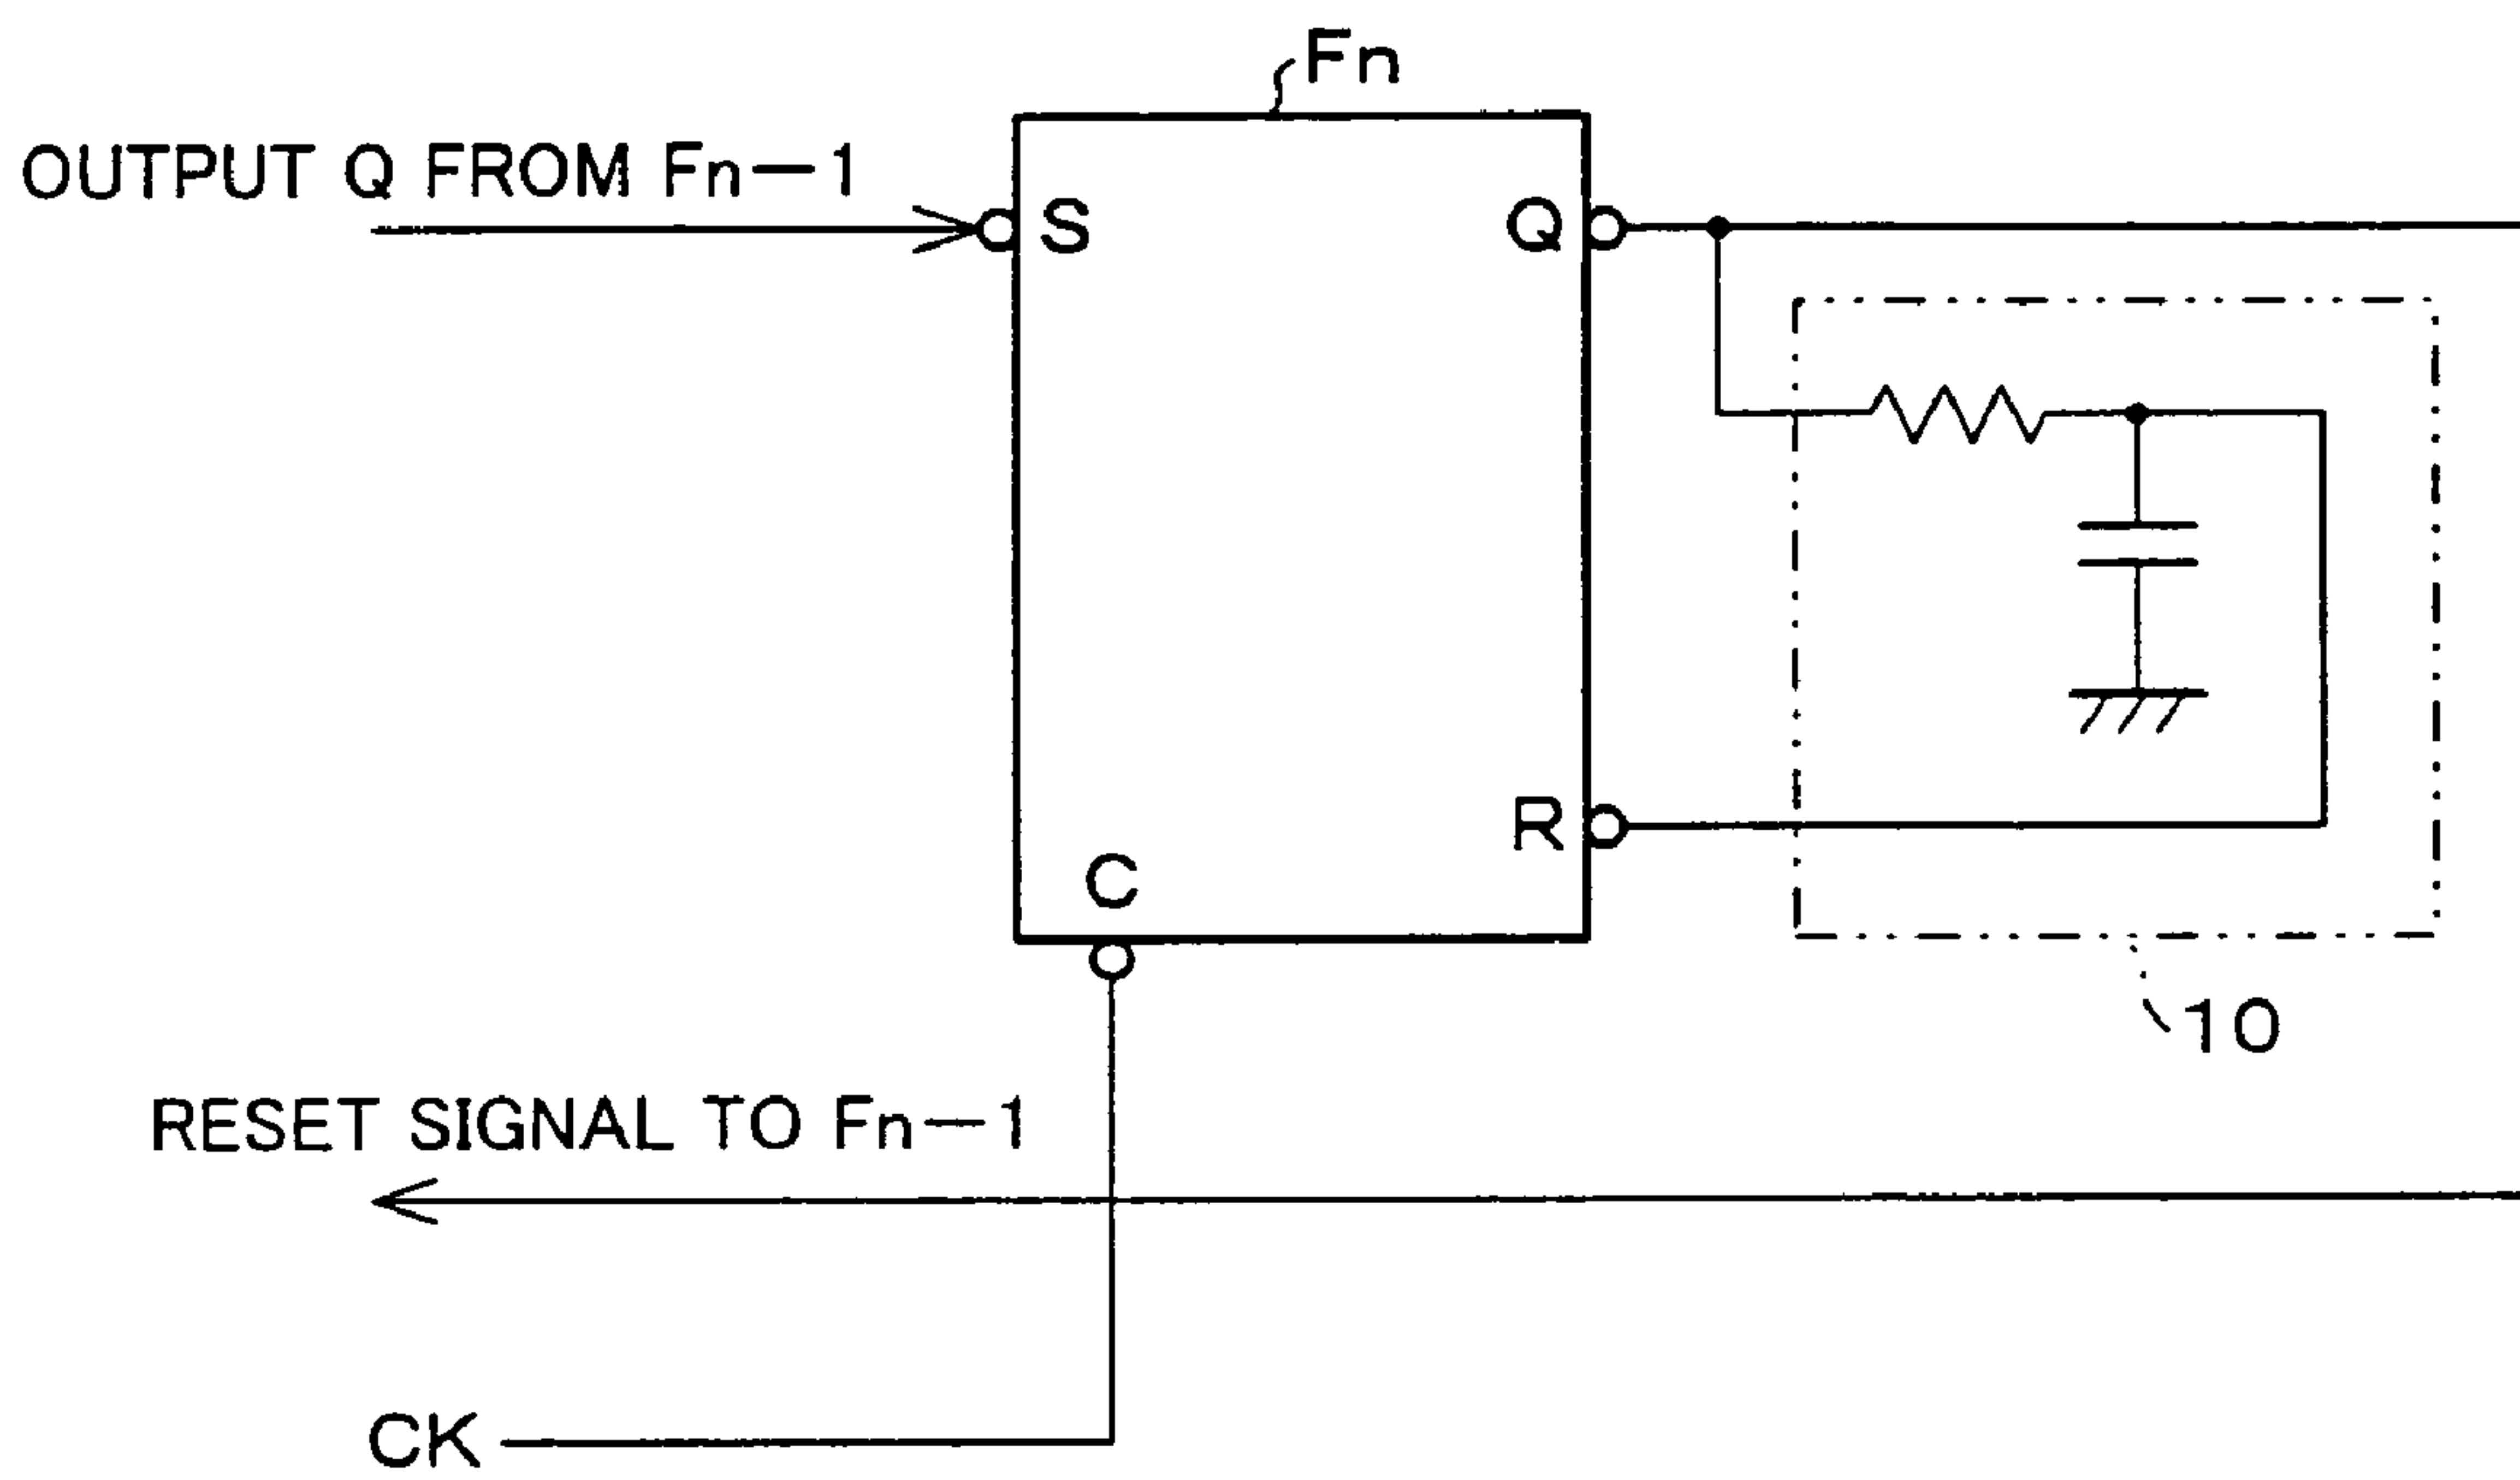 Fn
OUTPUT Q FROM Fn—1
S
Q
R
C
10
RESET SIGNAL TO Fn—1
CK